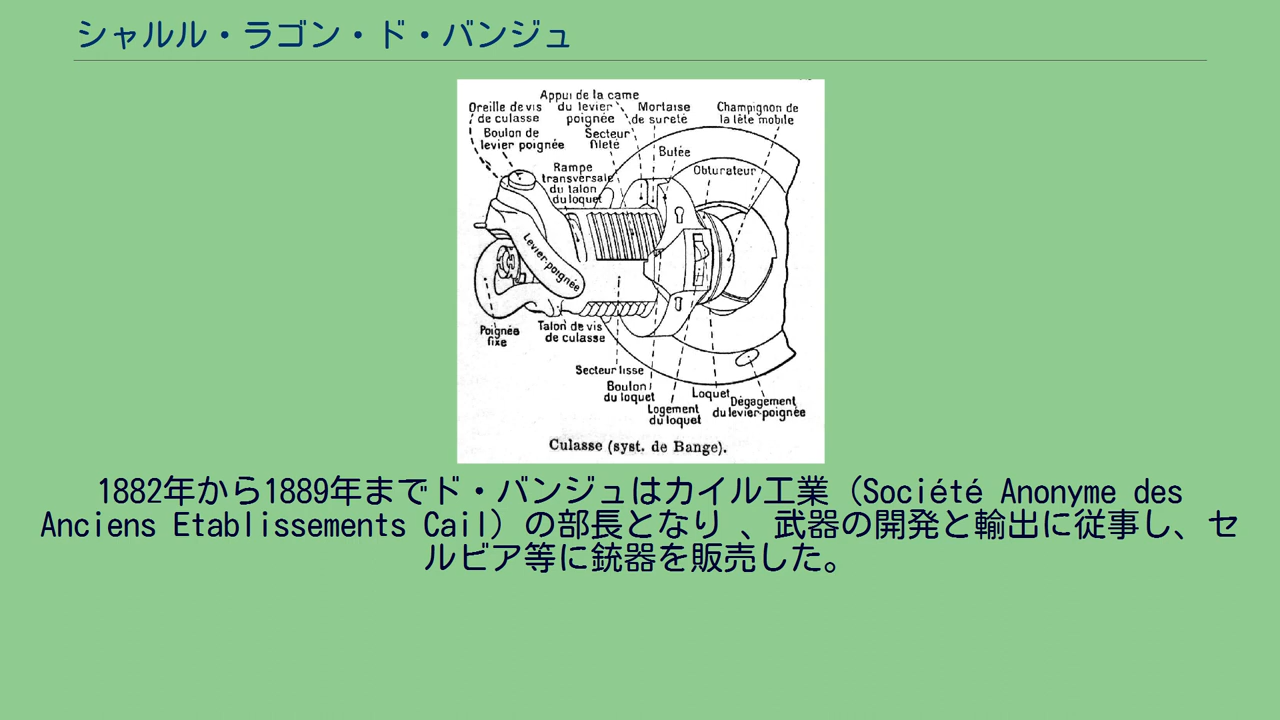 シャルル・ラゴン・ド・バンジュ
Appui de la came
du levier
poignée
Oreille de vis
de culasse
Mortaise
de sureté
Champignon de
la tête mobile
Boulon de
levier poignée
Secteur
fileté
Butée
Rampe
transversale
du talon
du loquet
Obturateur
Levier-poignée
Poignée
fixe
Talon de vis
de culasse
Secteur lisse
Boulon
du loquet
Loquet
Dégagement
du levier-poignée
Logement
du loquet
Culasse (syst. de Bange).
1882年から1889年までド・バンジュはカイル工業（Société Anonyme des
Anciens Etablissements Cail）の部長となり 、武器の開発と輸出に従事し、セ
ルビア等に銃器を販売した。